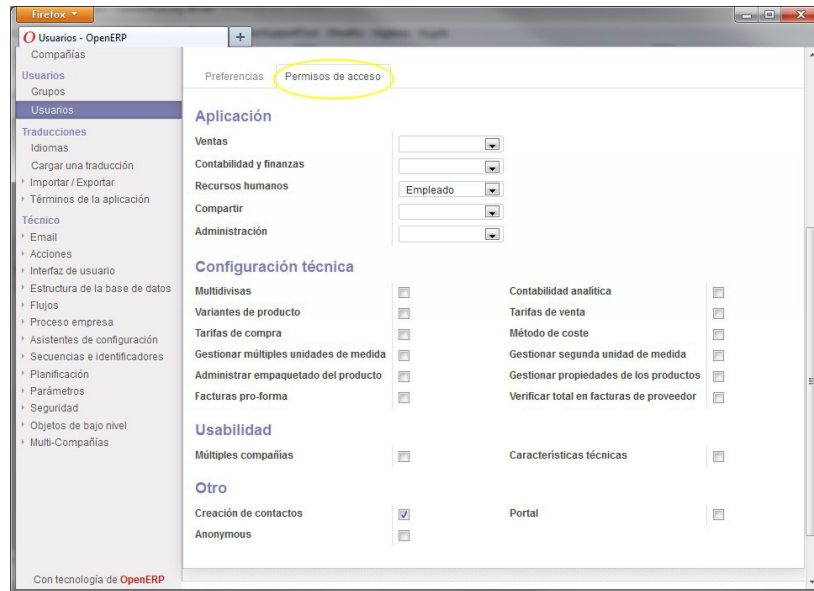 Firefox
Usuarios - OpenERP
+
Compañías
Usuarios
Grupos
Usuarios
Traducciones
Idiomas
Cargar una traducción
Importar / Exportar
Términos de la aplicación
Técnico
Email
Acciones
Interfaz de usuario
Estructura de la base de datos
Flujos
Proceso empresa
Asistentes de configuración
Secuencias e identificadores
Planificación
Parámetros
Seguridad
Objetos de bajo nivel
Multi-Compañías
Con tecnología de OpenERP
Preferencias Permisos de acceso
Aplicación
Ventas
Contabilidad y finanzas
Recursos humanos Empleado
Compartir
Administración
Configuración técnica
Multidivisas Contabilidad analítica
Variantes de producto Tarifas de venta
Tarifas de compra Método de coste
Gestionar múltiples unidades de medida Gestionar segunda unidad de medida
Administrar empaquetado del producto Gestionar propiedades de los productos
Facturas pro-forma Verificar total en facturas de proveedor
Usabilidad
Múltiples compañías Características técnicas
Otro
Creación de contactos Portal
Anonymous